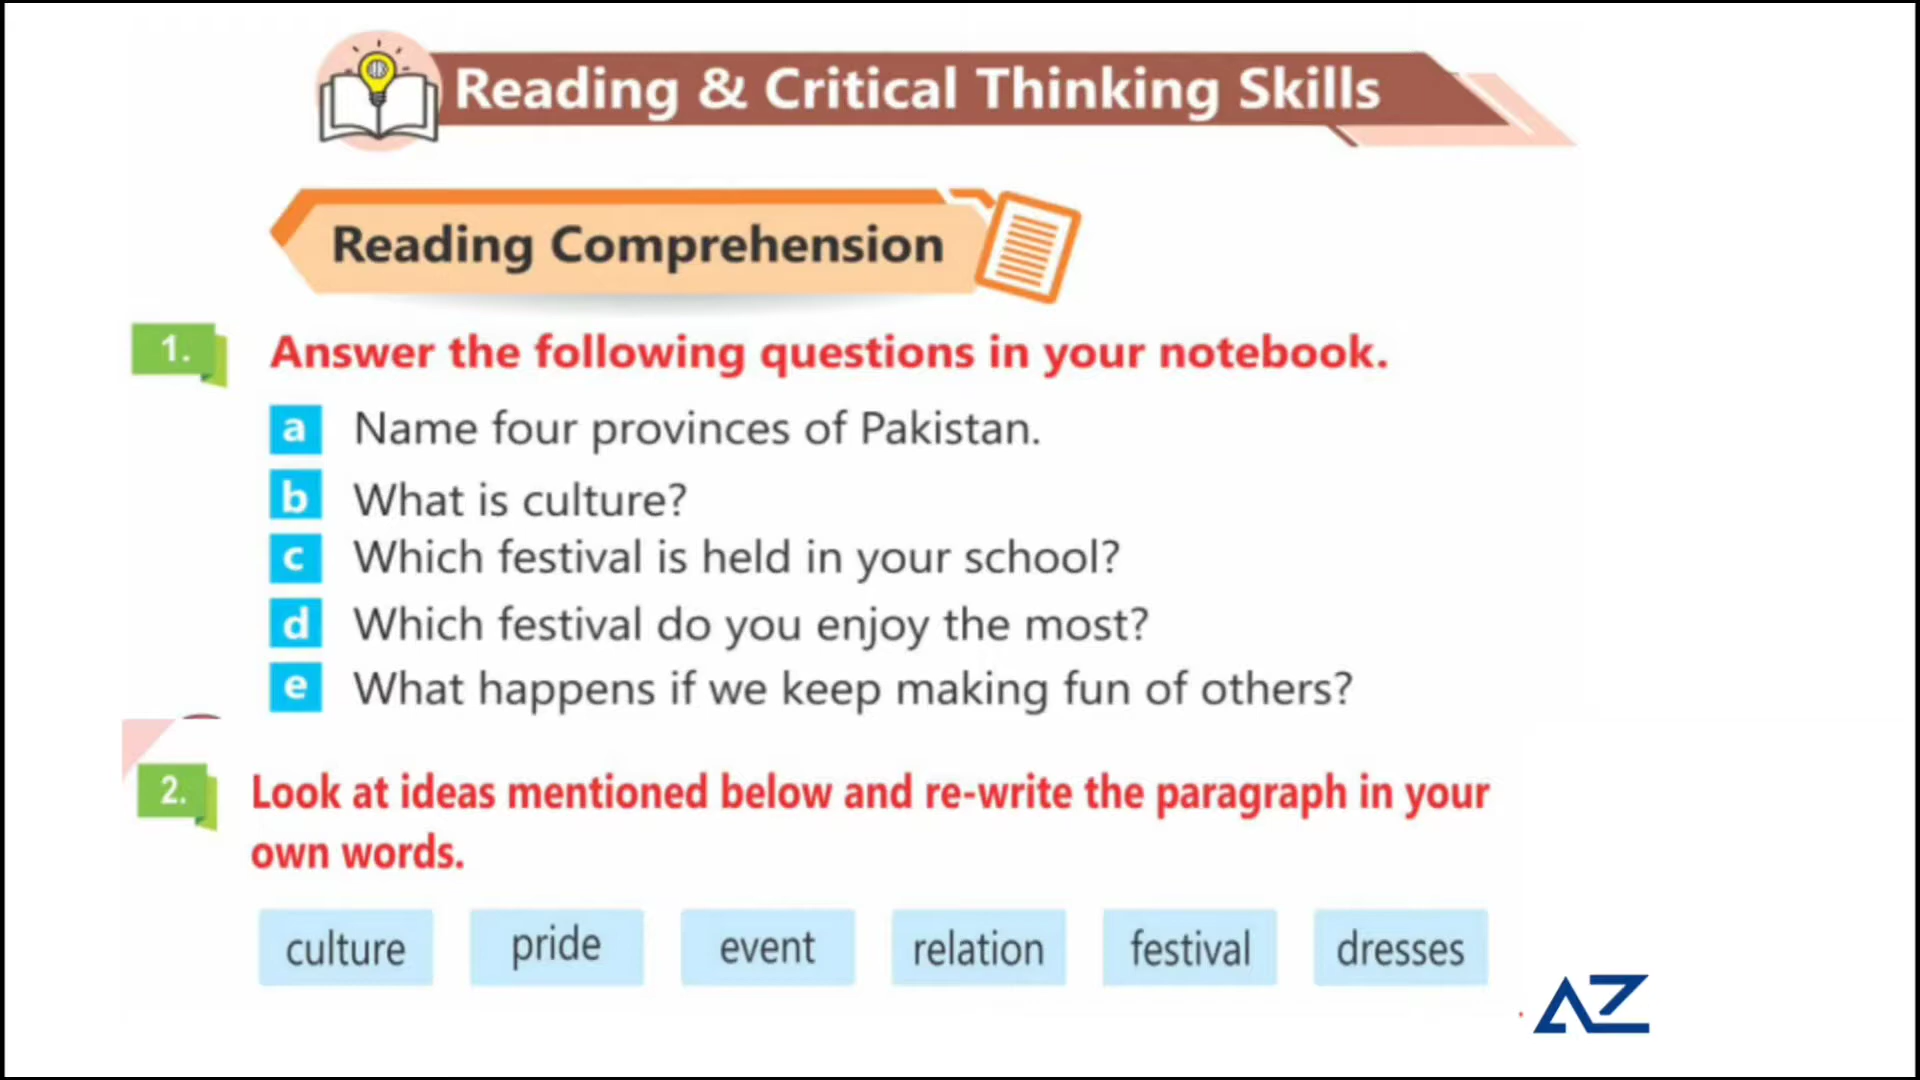 Reading & Critical Thinking Skills
Reading Comprehension
1. Answer the following questions in your notebook.
a Name four provinces of Pakistan.
b What is culture?
c Which festival is held in your school?
d Which festival do you enjoy the most?
e What happens if we keep making fun of others?
2. Look at ideas mentioned below and re-write the paragraph in your
own words.
culture pride event relation festival dresses
AZ